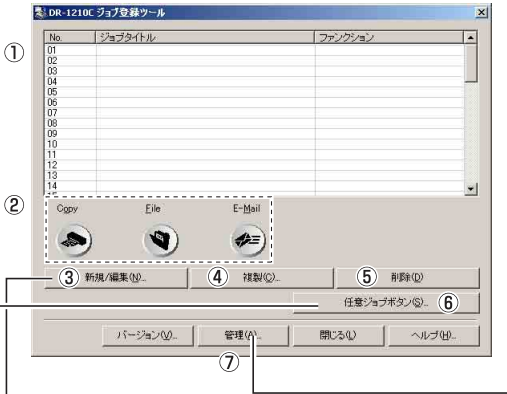 DR-1210C ジョブ登録ツール
No. ジョブタイトル ファンクション
①
01
02
03
04
05
06
07
08
09
10
11
12
13
14
②
Copy File E-Mail
③ 新規/編集(N)... ④ 複製(C)... ⑤ 削除(D)
任意ジョブボタン(S)... ⑥
バージョン(V)... 管理(A)... 閉じる(L) ヘルプ(H)...
⑦